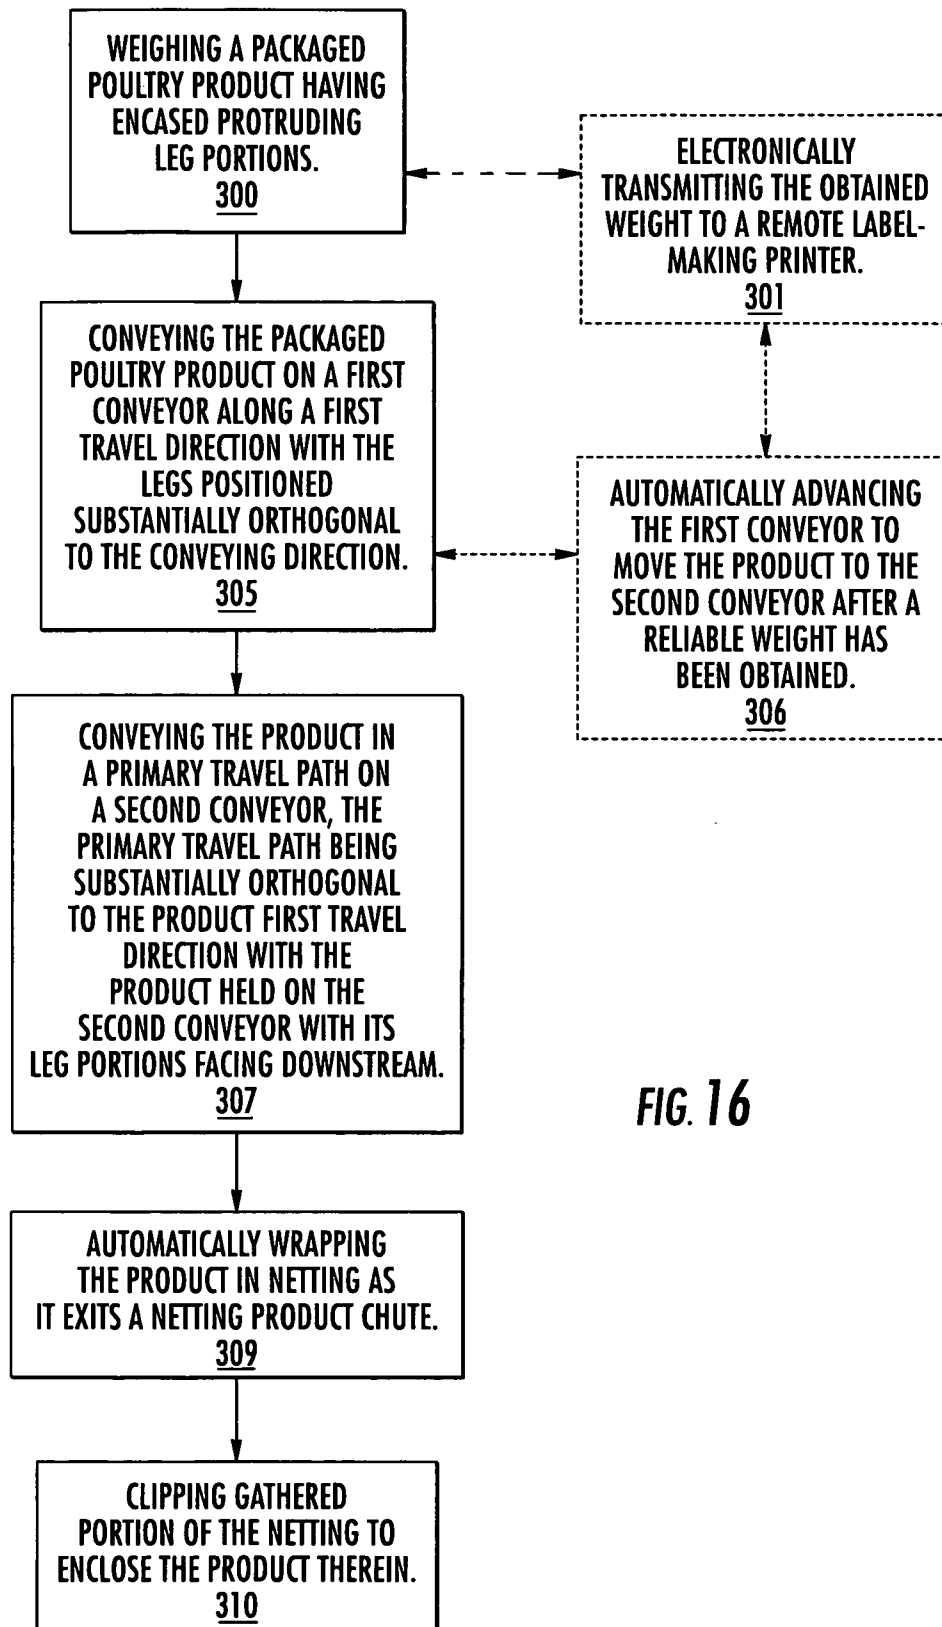 WEIGHING A PACKAGED
POULTRY PRODUCT HAVING
ENCASED PROTRUDING
LEG PORTIONS.
300
ELECTRONICALLY
TRANSMITTING THE OBTAINED
WEIGHT TO A REMOTE LABEL-
MAKING PRINTER.
301
CONVEYING THE PACKAGED
POULTRY PRODUCT ON A FIRST
CONVEYOR ALONG A FIRST
TRAVEL DIRECTION WITH THE
LEGS POSITIONED
SUBSTANTIALLY ORTHOGONAL
TO THE CONVEYING DIRECTION.
305
AUTOMATICALLY ADVANCING
THE FIRST CONVEYOR TO
MOVE THE PRODUCT TO THE
SECOND CONVEYOR AFTER A
RELIABLE WEIGHT HAS
BEEN OBTAINED.
306
CONVEYING THE PRODUCT IN
A PRIMARY TRAVEL PATH ON
A SECOND CONVEYOR, THE
PRIMARY TRAVEL PATH BEING
SUBSTANTIALLY ORTHOGONAL
TO THE PRODUCT FIRST TRAVEL
DIRECTION WITH THE
PRODUCT HELD ON THE
SECOND CONVEYOR WITH ITS
LEG PORTIONS FACING DOWNSTREAM.
307
FIG. 16
AUTOMATICALLY WRAPPING
THE PRODUCT IN NETTING AS
IT EXITS A NETTING PRODUCT CHUTE.
309
CLIPPING GATHERED
PORTION OF THE NETTING TO
ENCLOSE THE PRODUCT THEREIN.
310